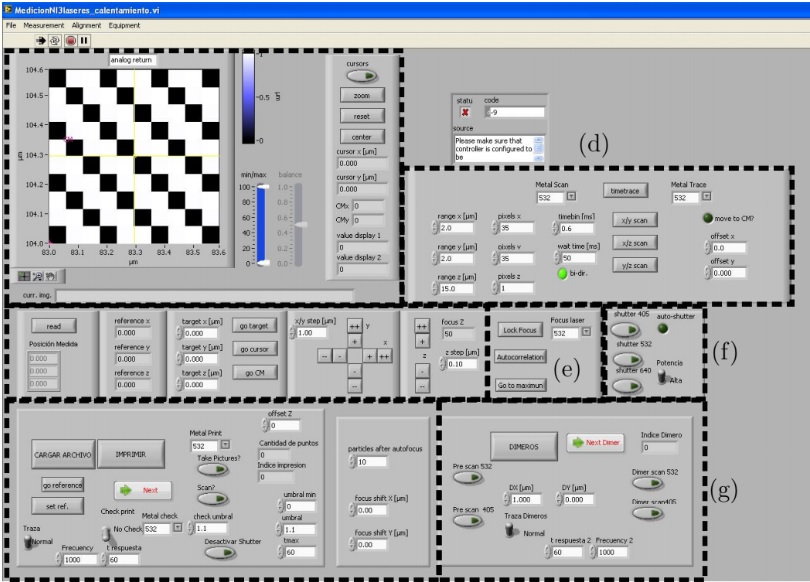 MedicionNI3laseres_calentamiento.vi
File Measurement Alignment Equipment
analog return
104.6
104.5
104.4
104.3
104.2
104.1
104.0
µm
83.0 83.1 83.2 83.3 83.4 83.5 83.6
µm
-1
-0.5
-0
µm
min/max balance
100
80
60
40
20
0
1.0
0.8
0.6
0.4
0.2
0.0
cursors
zoom
reset
center
cursor x [µm]
0.000
cursor y [µm]
0.000
CMx 0
CMy 0
value display 1
0
value display 2
0
curr. img.
statu code
-9
source
Please make sure that
controller is configured to
be
(d)
Metal Scan
532
timetrace
Metal Trace
532
range x [µm] pixels x timebin [ms]
2.0 35 0.6
x/y scan
move to CM?
range y [µm] pixels y wait time [ms]
2.0 35 50
x/z scan
offset x
0.0
range z [µm] pixels z bi-dir.
15.0 1
y/z scan
offset y
0.000
read
Posición Medida
0.000
0.000
0.000
reference x
0.000
reference y
0.000
reference z
0.000
target x [µm]
0.000
go target
target y [µm]
0.000
go cursor
target z [µm]
0.000
go CM
x/y step [µm]
1.00
++ y
+
x
-- - + ++
-
--
++
+
z
-
--
focus Z
50
z step [µm]
0.10
Lock Focus
Focus laser
532
Autocorrelation
Go to maximun
(e)
shutter 405 auto-shutter
shutter 532
Potencia
shutter 640
Alta
(f)
CARGAR ARCHIVO
IMPRIMIR
Metal Print
532
Take Pictures?
offset Z
0
Cantidad de puntos
0
Indice impresion
0
go reference
set ref.
Next
Scan?
Check print
No Check
Metal check
532
check umbral
1.1
umbral min
0
umbral
1.1
tmax
60
Traza
Normal
Frecuency
1000
t respuesta
60
Desactivar Shutter
particles after autofocus
10
focus shift X [µm]
0.00
focus shift Y [µm]
0.00
DIMEROS
Next Dimer
Indice Dimero
0
Pre scan 532
Dimer scan 532
DX [µm] DY [µm]
1.000 0.000
Pre scan 405
Dimer scan405
Traza Dimeros
Normal
t respuesta 2 Frecuency 2
60 1000
(g)